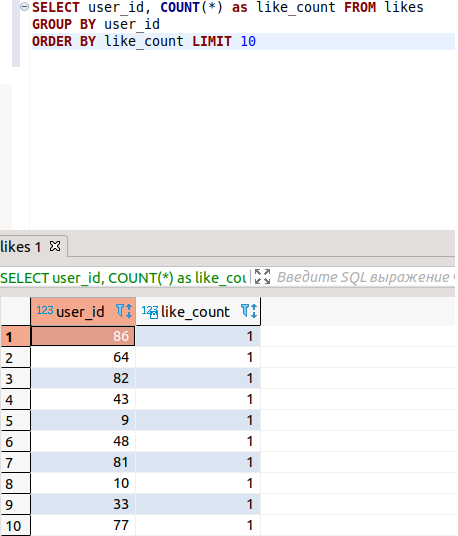 SELECT user_id, COUNT(*) as like_count FROM likes
GROUP BY user_id
ORDER BY like_count LIMIT 10
likes 1
SELECT user_id, COUNT(*) as like_cou Введите SQL выражение ч
123 user_id 123 like_count
1 86 1
2 64 1
3 82 1
4 43 1
5 9 1
6 48 1
7 81 1
8 10 1
9 33 1
10 77 1